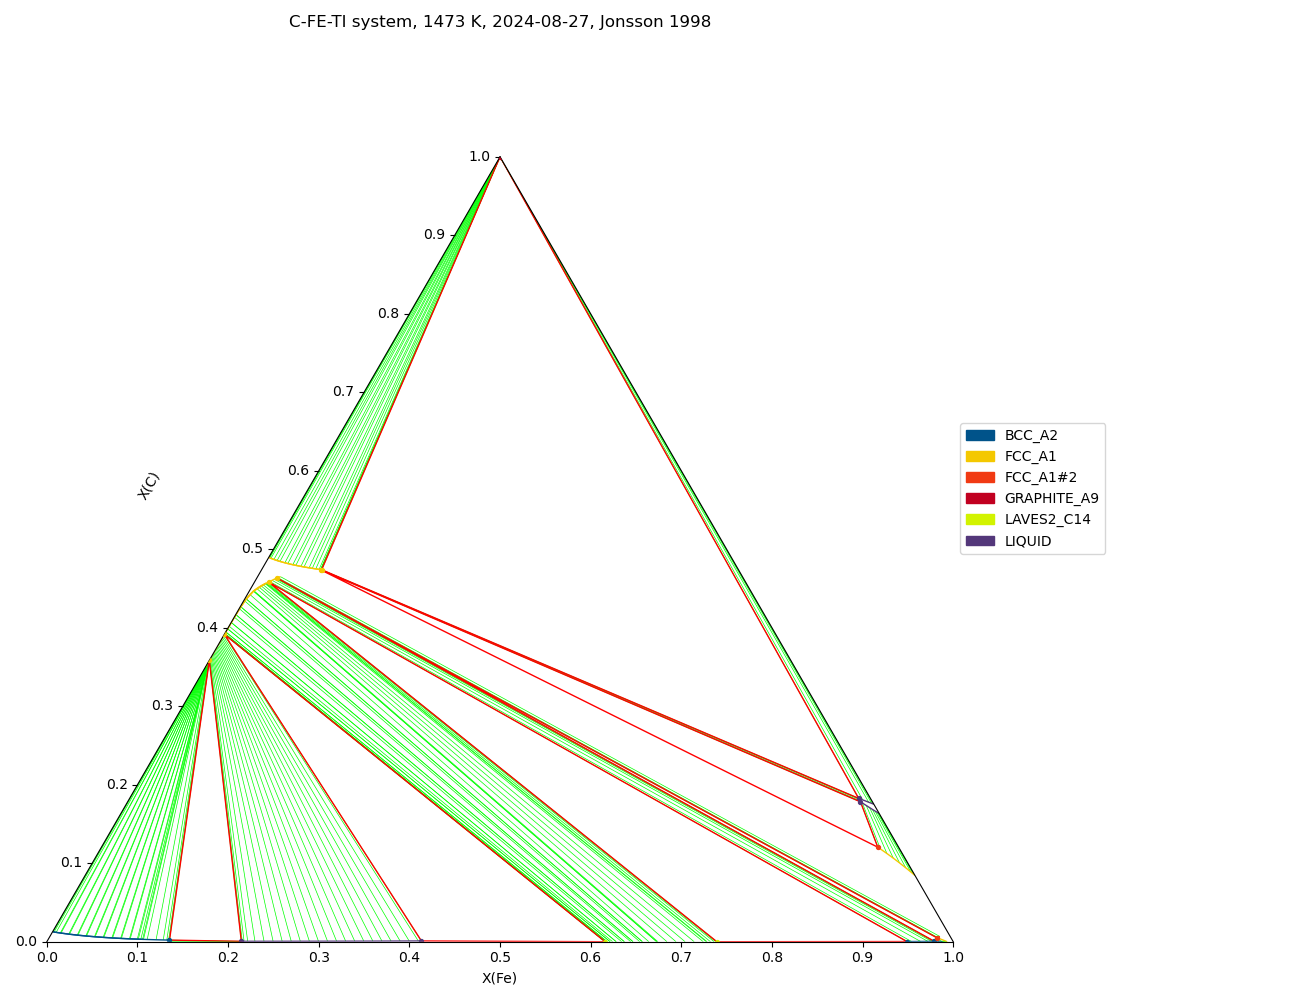 C-FE-TI system, 1473 K, 2024-08-27, Jonsson 1998
1.0
0.9
0.8
0.7
0.6
0.5
0.4
0.3
0.2
0.1
0.0
X(C)
BCC_A2
FCC_A1
FCC_A1#2
GRAPHITE_A9
LAVES2_C14
LIQUID
0.0 0.1 0.2 0.3 0.4 0.5 0.6 0.7 0.8 0.9 1.0
X(Fe)